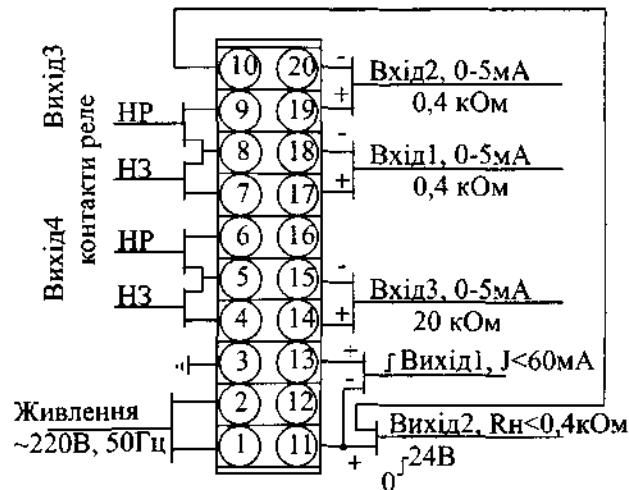 Вихід3
контакти реле
Вихід4
НР
НЗ
НР
НЗ
Живлення
~220В, 50Гц
10 20
9 19
8 18
7 17
6 16
5 15
4 14
3 13
2 12
1 11
-
Вхід2, 0-5мА
+
0,4 кОм
-
Вхід1, 0-5мА
+
0,4 кОм
-
Вхід3, 0-5мА
+
20 кОм
+
Вихід1, J<60мА
-
Вихід2, Rн<0,4кОм
+
0 24В